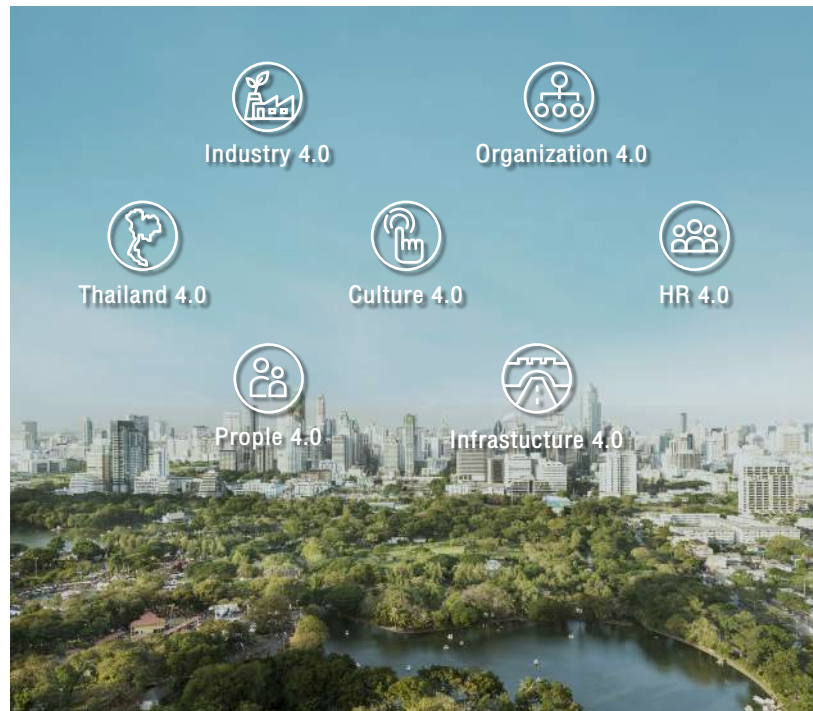 Industry 4.0
Organization 4.0
Thailand 4.0
Culture 4.0
HR 4.0
Prople 4.0
Infrastucture 4.0